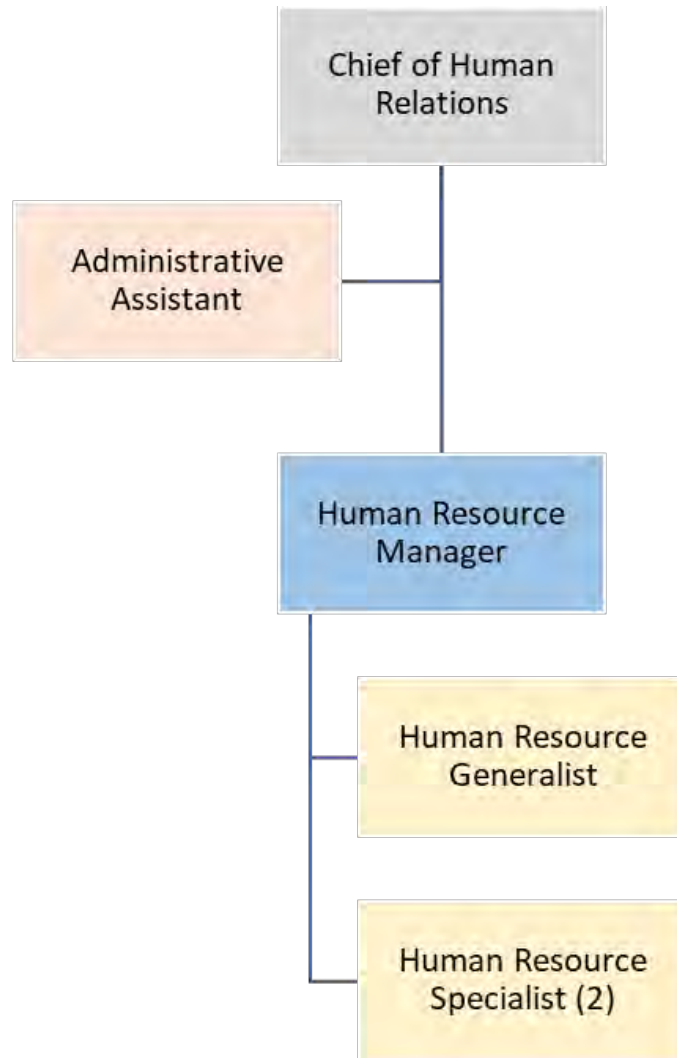 Chief of Human
Relations
Administrative
Assistant
Human Resource
Manager
Human Resource
Generalist
Human Resource
Specialist (2)